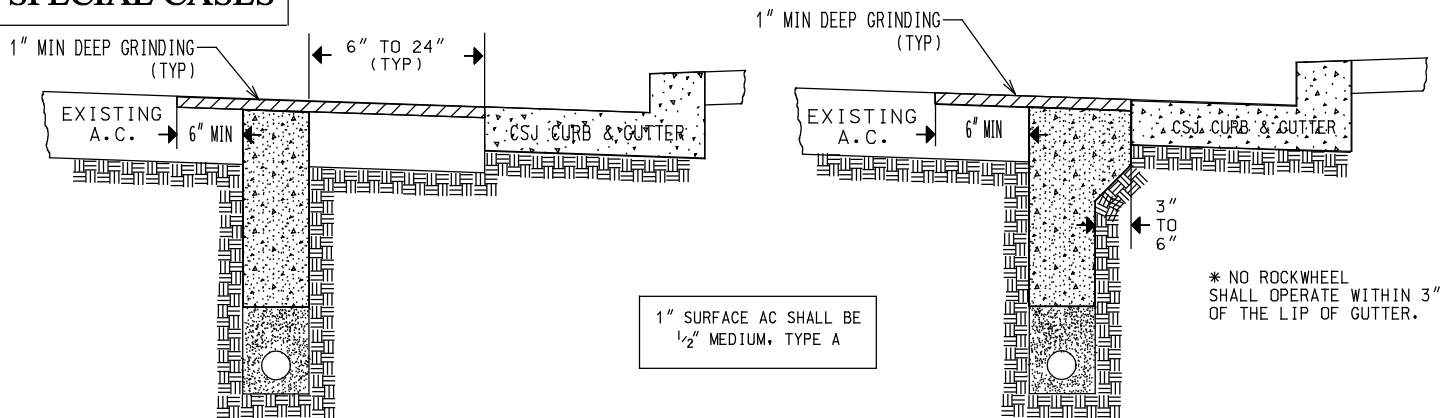 SPECIAL CASES
1" MIN DEEP GRINDING
(TYP)
6" TO 24"
(TYP)
EXISTING
A.C.
6" MIN
CSJ CURB & GUTTER
1" MIN DEEP GRINDING
(TYP)
EXISTING
A.C.
6" MIN
CSJ CURB & GUTTER
3"
TO
6"
1" SURFACE AC SHALL BE
1/2" MEDIUM, TYPE A
* NO ROCKWHEEL
SHALL OPERATE WITHIN 3"
OF THE LIP OF GUTTER.